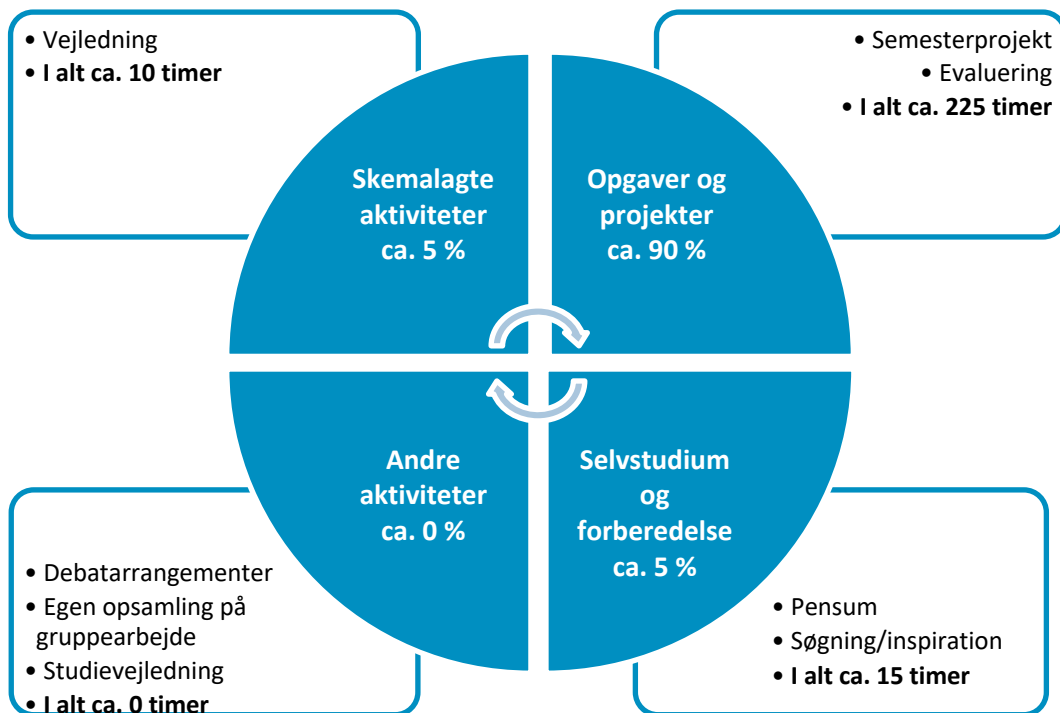 • Vejledning
• I alt ca. 10 timer
• Semesterprojekt
• Evaluering
• I alt ca. 225 timer
Skemalagte
aktiviteter
ca. 5 %
Opgaver og
projekter
ca. 90 %
Andre
aktiviteter
ca. 0 %
Selvstudium
og
forberedelse
ca. 5 %
• Debatarrangementer
• Egen opsamling på
gruppearbejde
• Studievejledning
• I alt ca. 0 timer
• Pensum
• Søgning/inspiration
• I alt ca. 15 timer